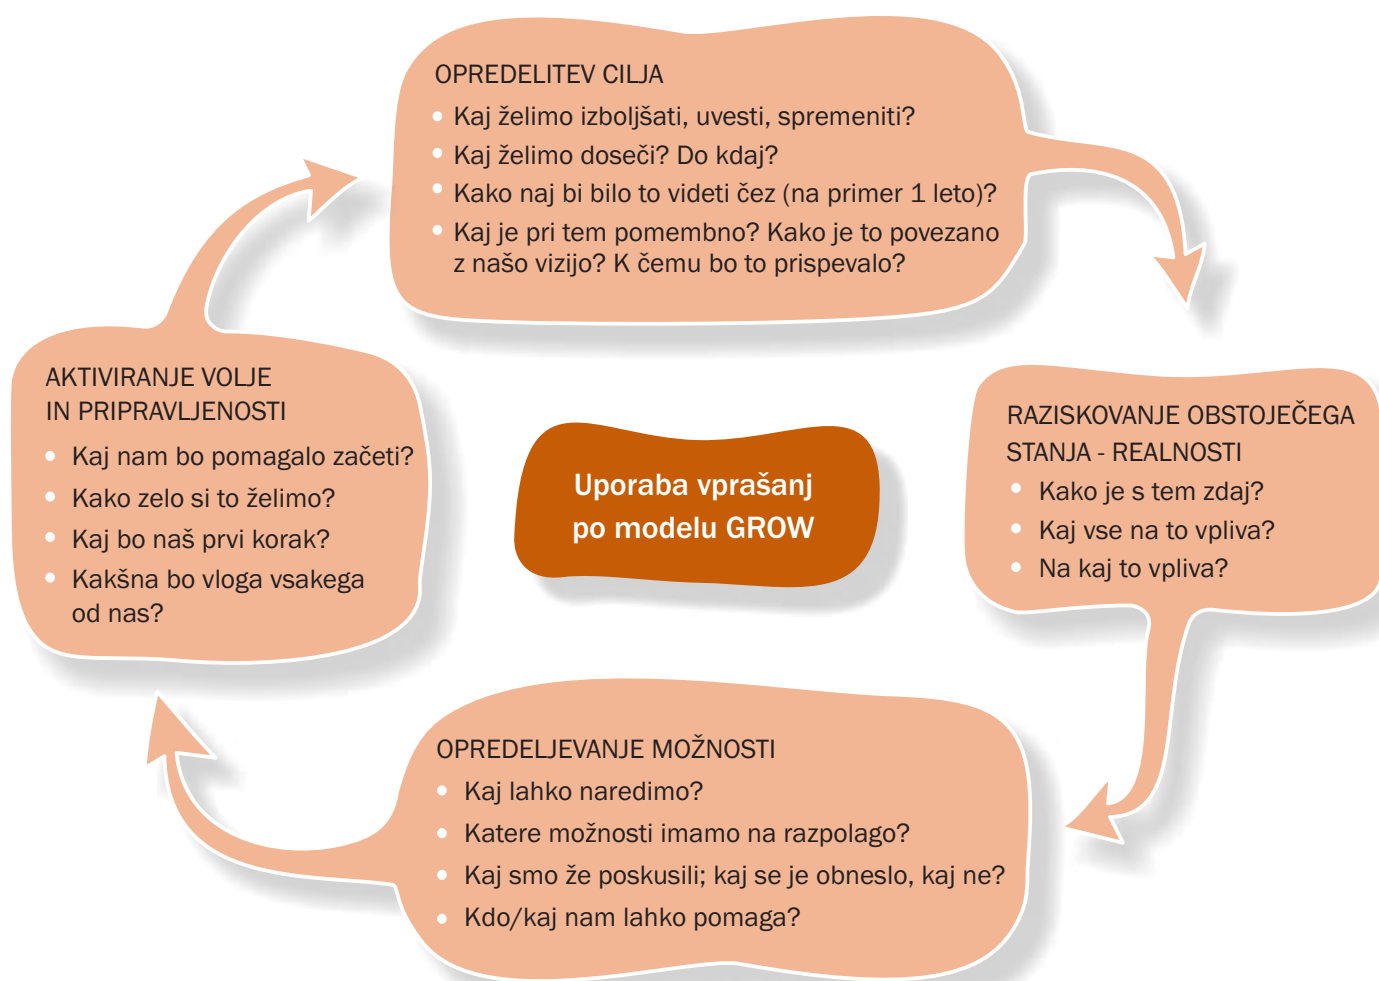 OPREDELITEV CILJA
Kaj želimo izboljšati, uvesti, spremeniti?
Kaj želimo doseči? Do kdaj?
Kako naj bi bilo to videti čez (na primer 1 leto)?
Kaj je pri tem pomembno? Kako je to povezano
z našo vizijo? K čemu bo to prispevalo?
RAZISKOVANJE OBSTOJEČEGA
STANJA - REALNOSTI
Kako je s tem zdaj?
Kaj vse na to vpliva?
Na kaj to vpliva?
OPREDELJEVANJE MOŽNOSTI
Kaj lahko naredimo?
Katere možnosti imamo na razpolago?
Kaj smo že poskusili; kaj se je obneslo, kaj ne?
Kdo/kaj nam lahko pomaga?
AKTIVIRANJE VOLJE
IN PRIPRAVLJENOSTI
Kaj nam bo pomagalo začeti?
Kako zelo si to želimo?
Kaj bo naš prvi korak?
Kakšna bo vloga vsakega
od nas?
Uporaba vprašanj
po modelu GROW